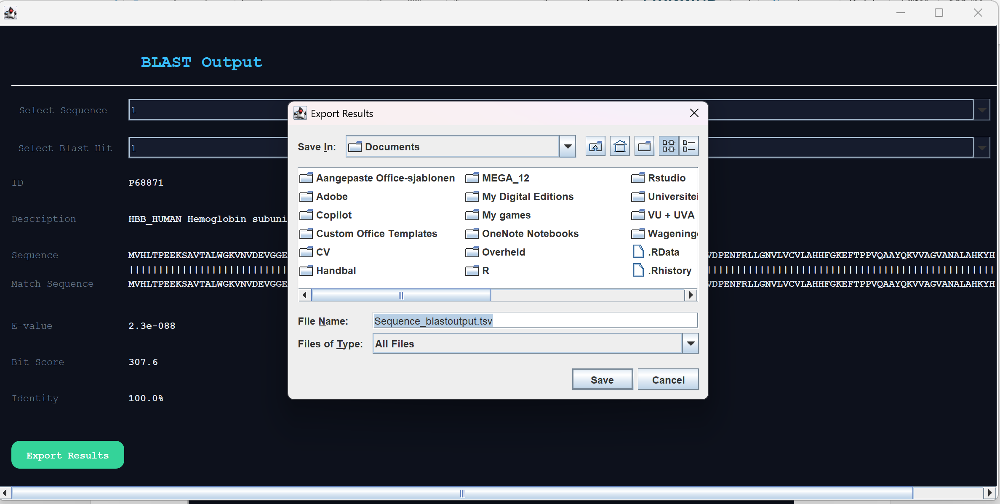 BLAST Output
Select Sequence
1
Select Blast Hit
1
ID
P68871
Description
HBB_HUMAN Hemoglobin subuni
Sequence
MVHLTPEEKSAVTALWGKVNVDEVGGE
VDPENFRLLGNVLVCVLAHHFGKEFTPPVQAAYQKVVAGVANALAHKYH
Match Sequence
MVHLTPEEKSAVTALWGKVNVDEVGGE
VDPENFRLLGNVLVCVLAHHFGKEFTPPVQAAYQKVVAGVANALAHKYH
E-value
2.3e-088
Bit Score
307.6
Identity
100.0%
Export Results
Export Results
Save In:
Documents
Aangepaste Office-sjablonen
Adobe
Copilot
Custom Office Templates
CV
Handbal
MEGA_12
My Digital Editions
My games
OneNote Notebooks
Overheid
R
Rstudio
Universitei
VU + UVA
Wagening
.RData
.Rhistory
File Name:
Sequence_blastoutput.tsv
Files of Type:
All Files
Save
Cancel